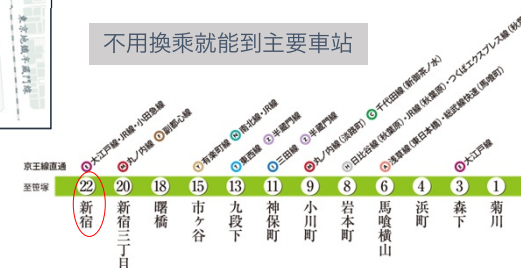 東京地鐵半藏門線
不用換乘就能到主要車站
大江戸線・JR線・小田急線
丸ノ内線
副都心線
有楽町線
南北線・JR線
東西線
半蔵門線
三田線
半蔵門線
丸ノ内線(淡路町)
千代田線(新御茶ノ水)
日比谷線(秋葉原)・JR線(秋葉原)・つくばエクスプレス線(秋
浅草線(東日本橋)・総武線快速(馬喰町)
大江戸線
京王線直通
至笹塚
22 20 18 15 13 11 9 8 6 4 3 1
新宿
新宿三丁目
曙橋
市ヶ谷
九段下
神保町
小川町
岩本町
馬喰横山
浜町
森下
菊川